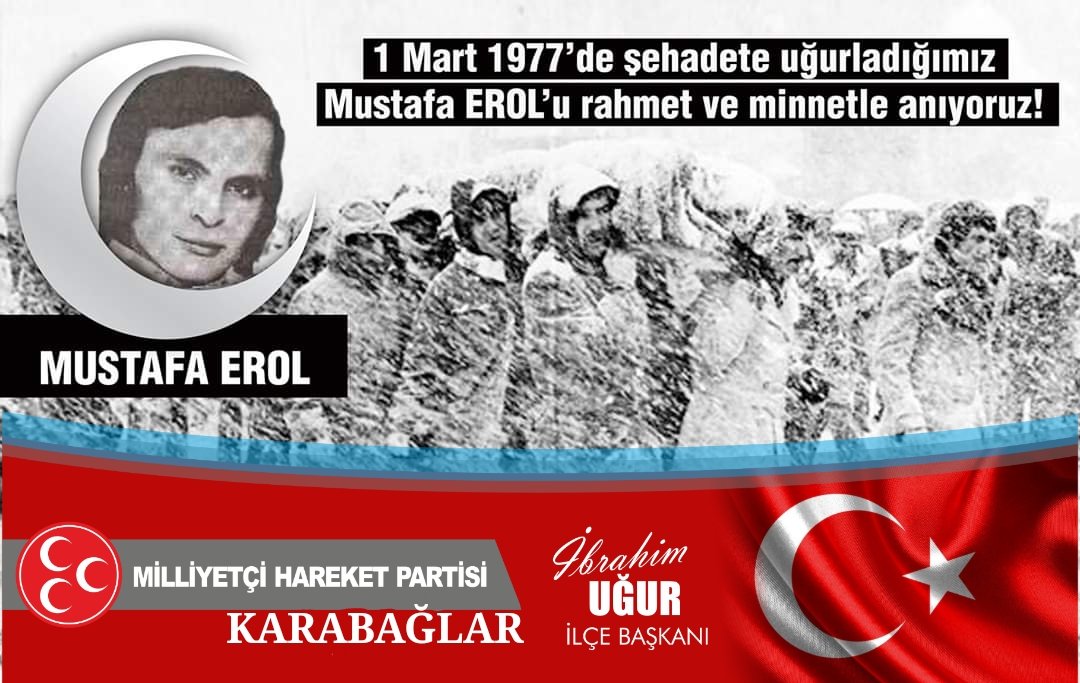 1 Mart 1977’de şehadete uğurladığımız
Mustafa EROL’u rahmet ve minnetle anıyoruz!
MUSTAFA EROL
MİLLİYETÇİ HAREKET PARTİSİ
KARABAĞLAR
İbrahim
UĞUR
İLÇE BAŞKANI